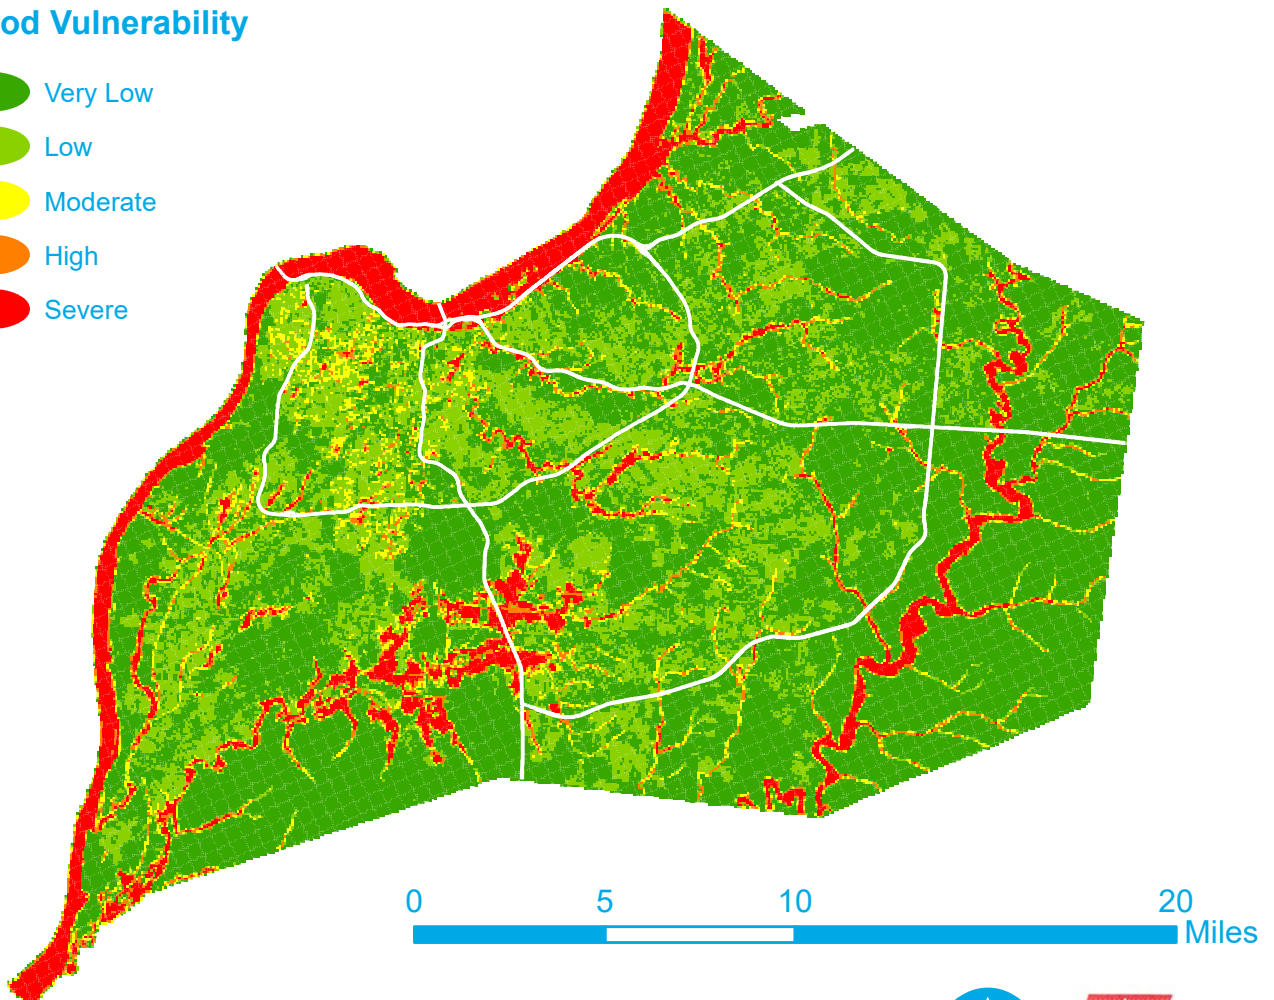 od Vulnerability
Very Low
Low
Moderate
High
Severe
0 5 10 20
Miles